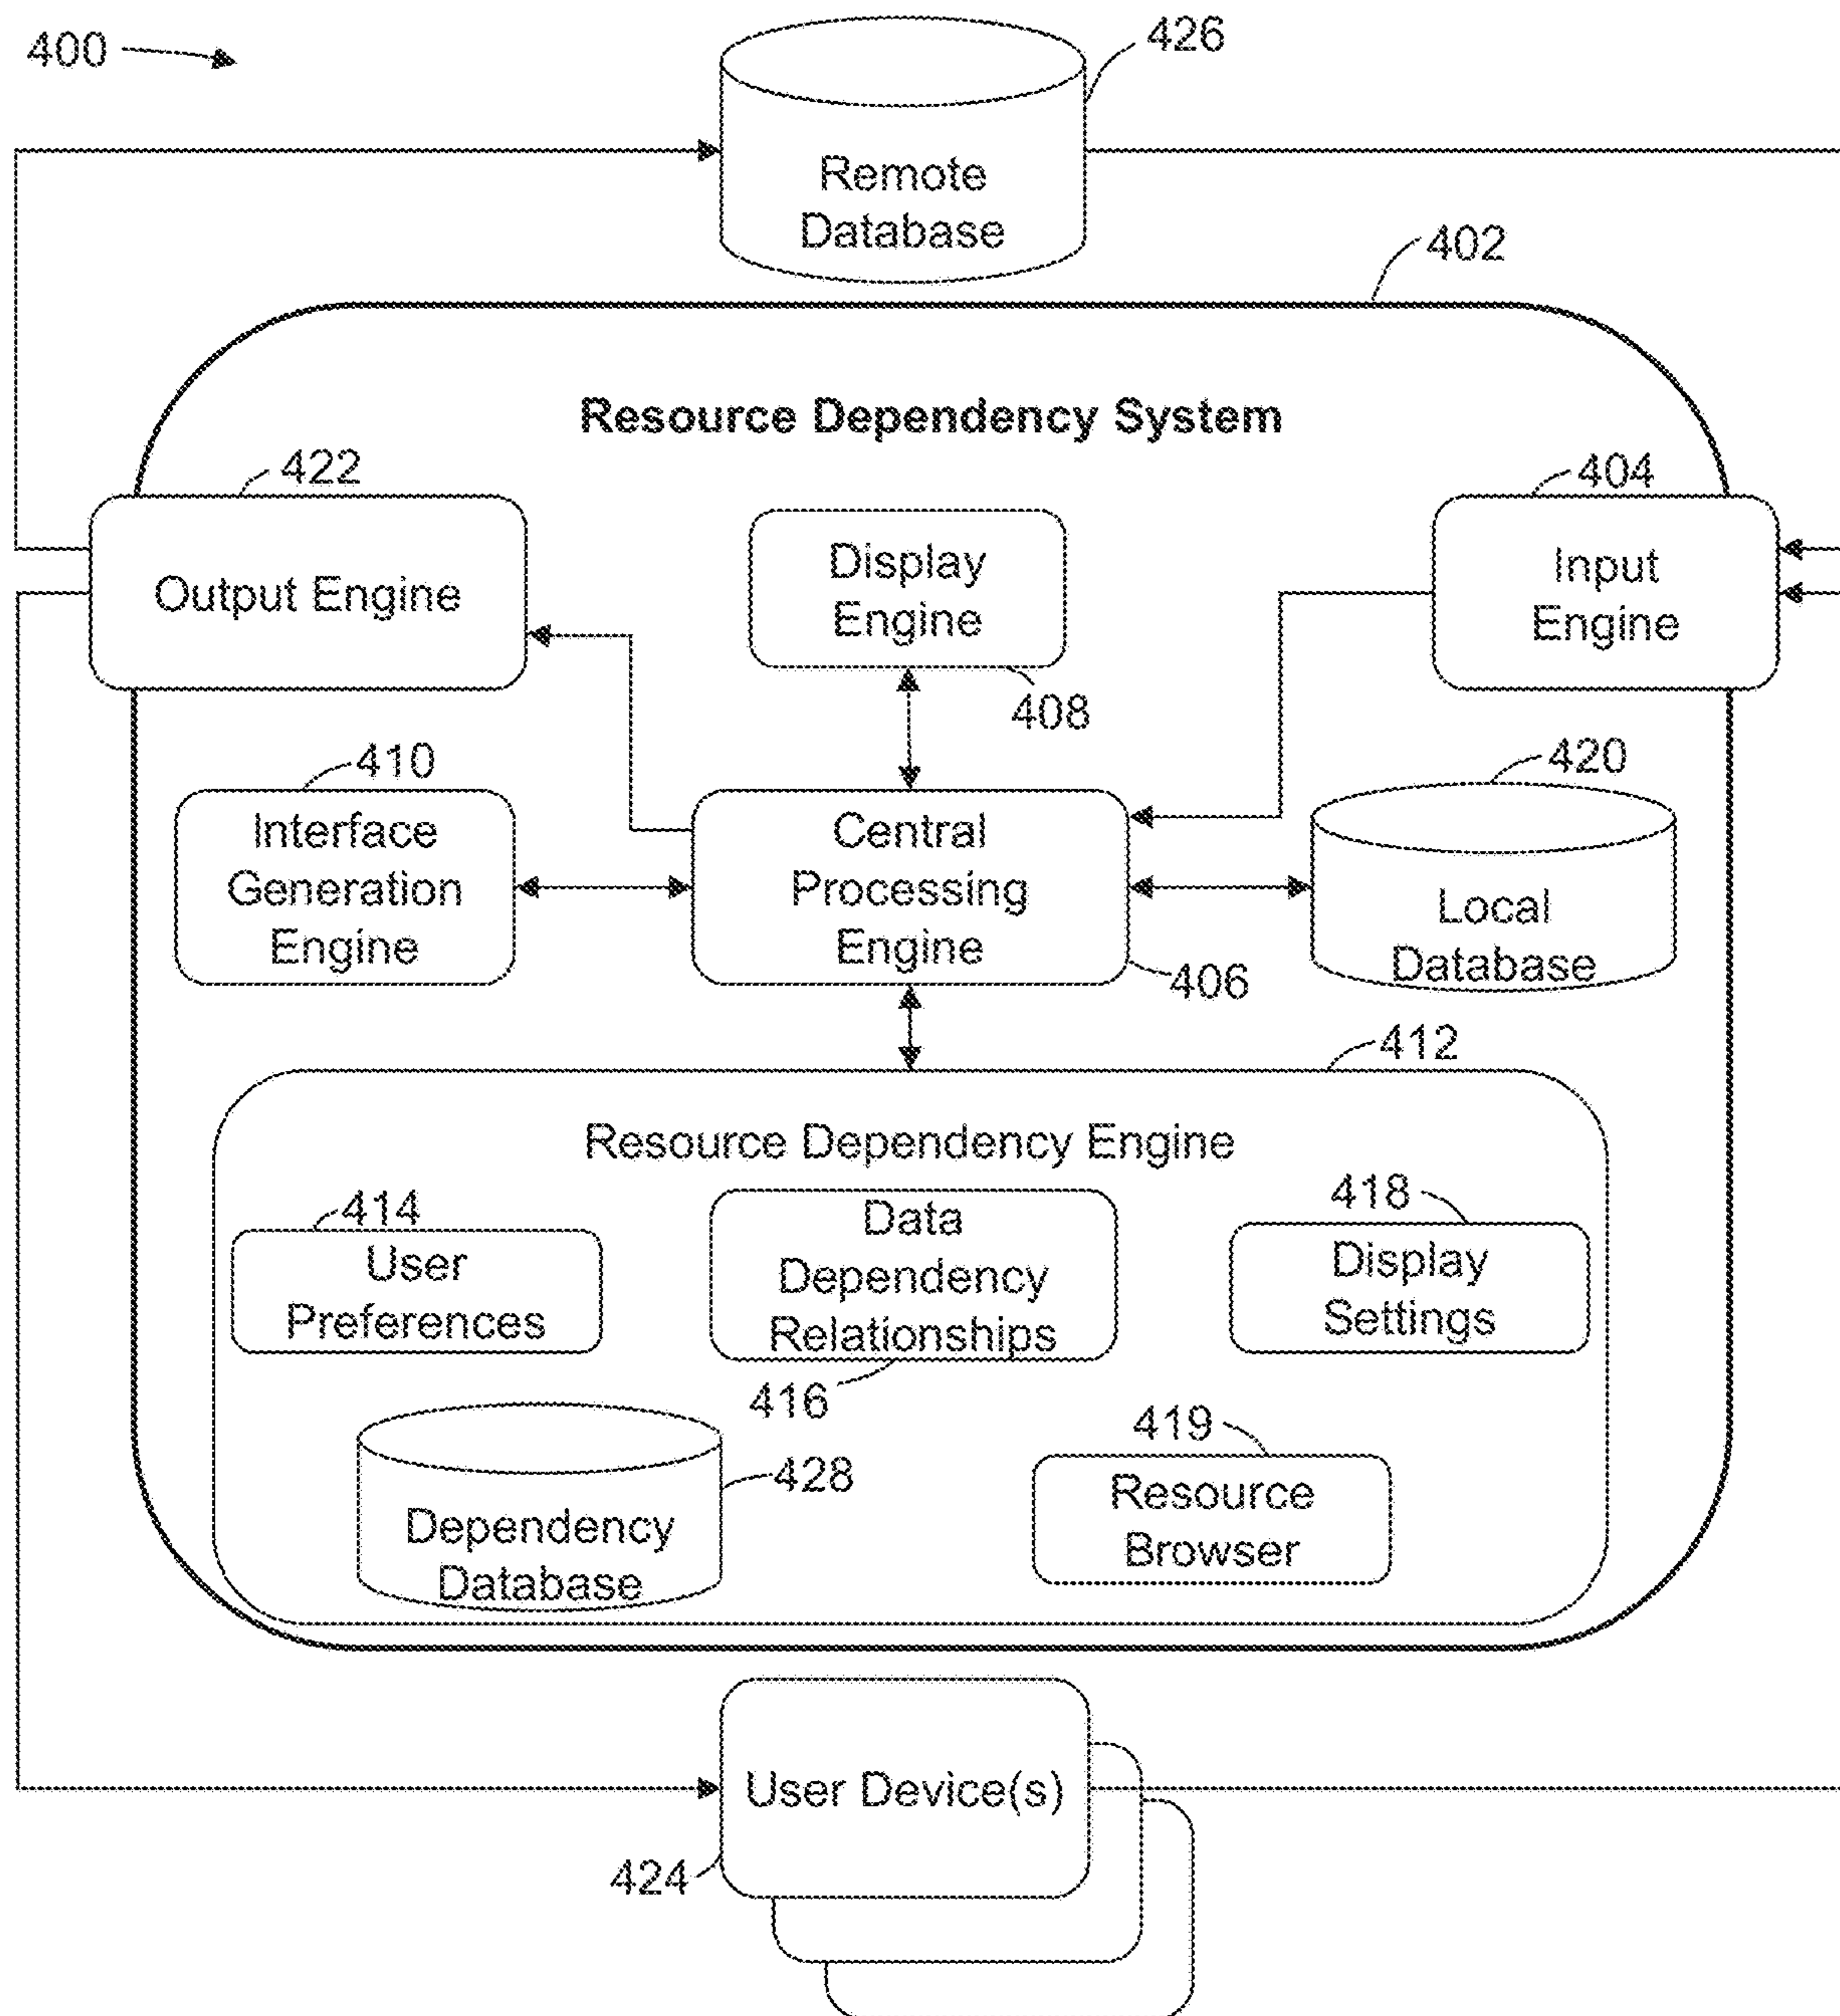 400
426
Remote
Database
402
Resource Dependency System
422
404
Output Engine
Display
Engine
Input
Engine
408
410
420
Interface
Generation
Engine
Central
Processing
Engine
Local
Database
406
412
Resource Dependency Engine
414
User
Preferences
Data
Dependency
Relationships
418
Display
Settings
416
419
428
Dependency
Database
Resource
Browser
User Device(s)
424